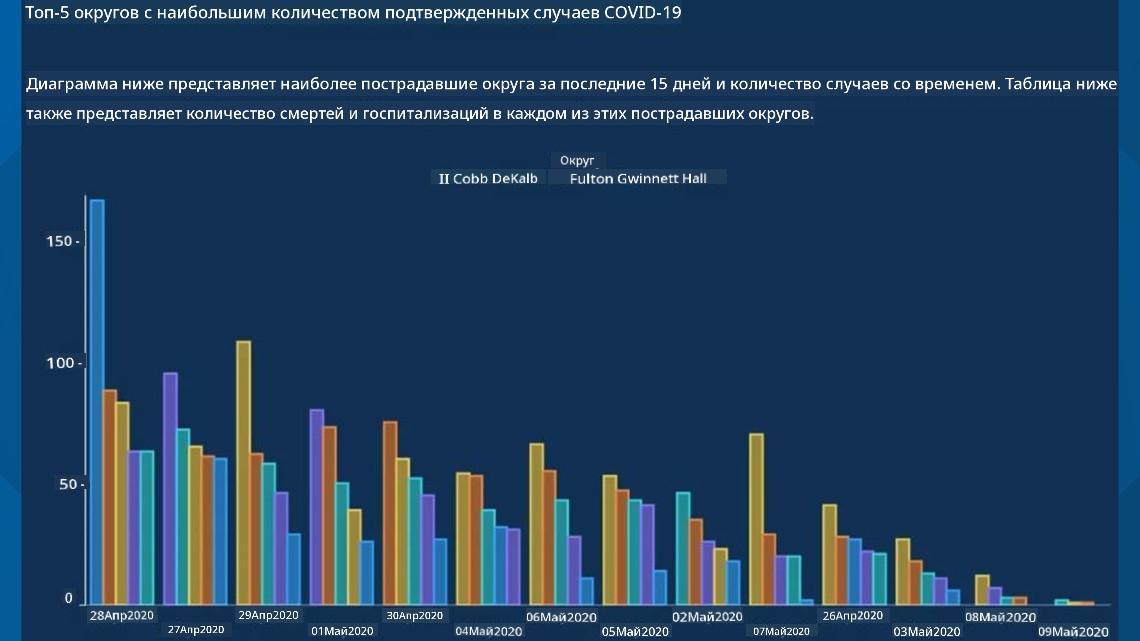 Топ-5 округов с наибольшим количеством подтвержденных случаев COVID-19
Диаграмма ниже представляет наиболее пострадавшие округа за последние 15 дней и количество случаев со временем. Таблица ниже
также представляет количество смертей и госпитализаций в каждом из этих пострадавших округов.
Округ
II Cobb DeKalb Fulton Gwinnett Hall
150 -
100 -
50 -
0
28Апр2020 29Апр2020 30Апр2020 06Май2020 02Май2020 26Апр2020 08Май2020
27Апр2020 01Май2020 04Май2020 05Май2020 07Май2020 03Май2020 09Май2020